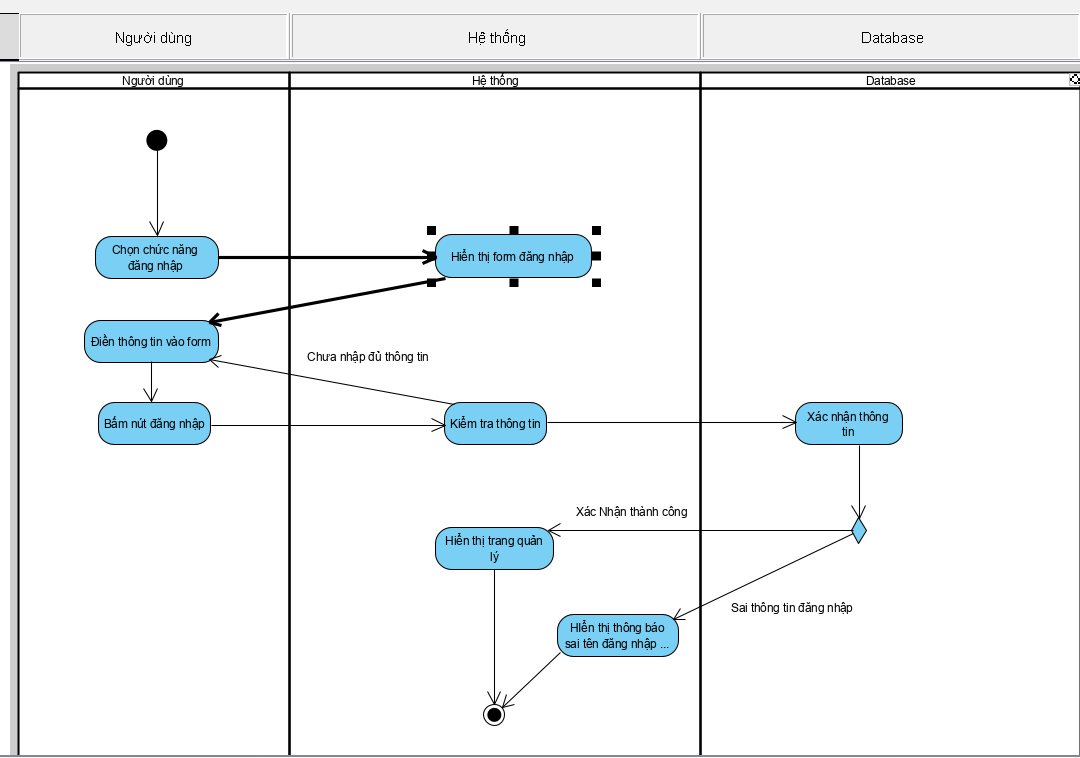 Người dùng
Hệ thống
Database
Người dùng
Hệ thống
Database
Chọn chức năng
đăng nhập
Hiển thị form đăng nhập
Điền thông tin vào form
Chưa nhập đủ thông tin
Bấm nút đăng nhập
Kiểm tra thông tin
Xác nhận thông
tin
Xác Nhận thành công
Hiển thị trang quản
lý
Sai thông tin đăng nhập
HIển thị thông báo
sai tên đăng nhập ...